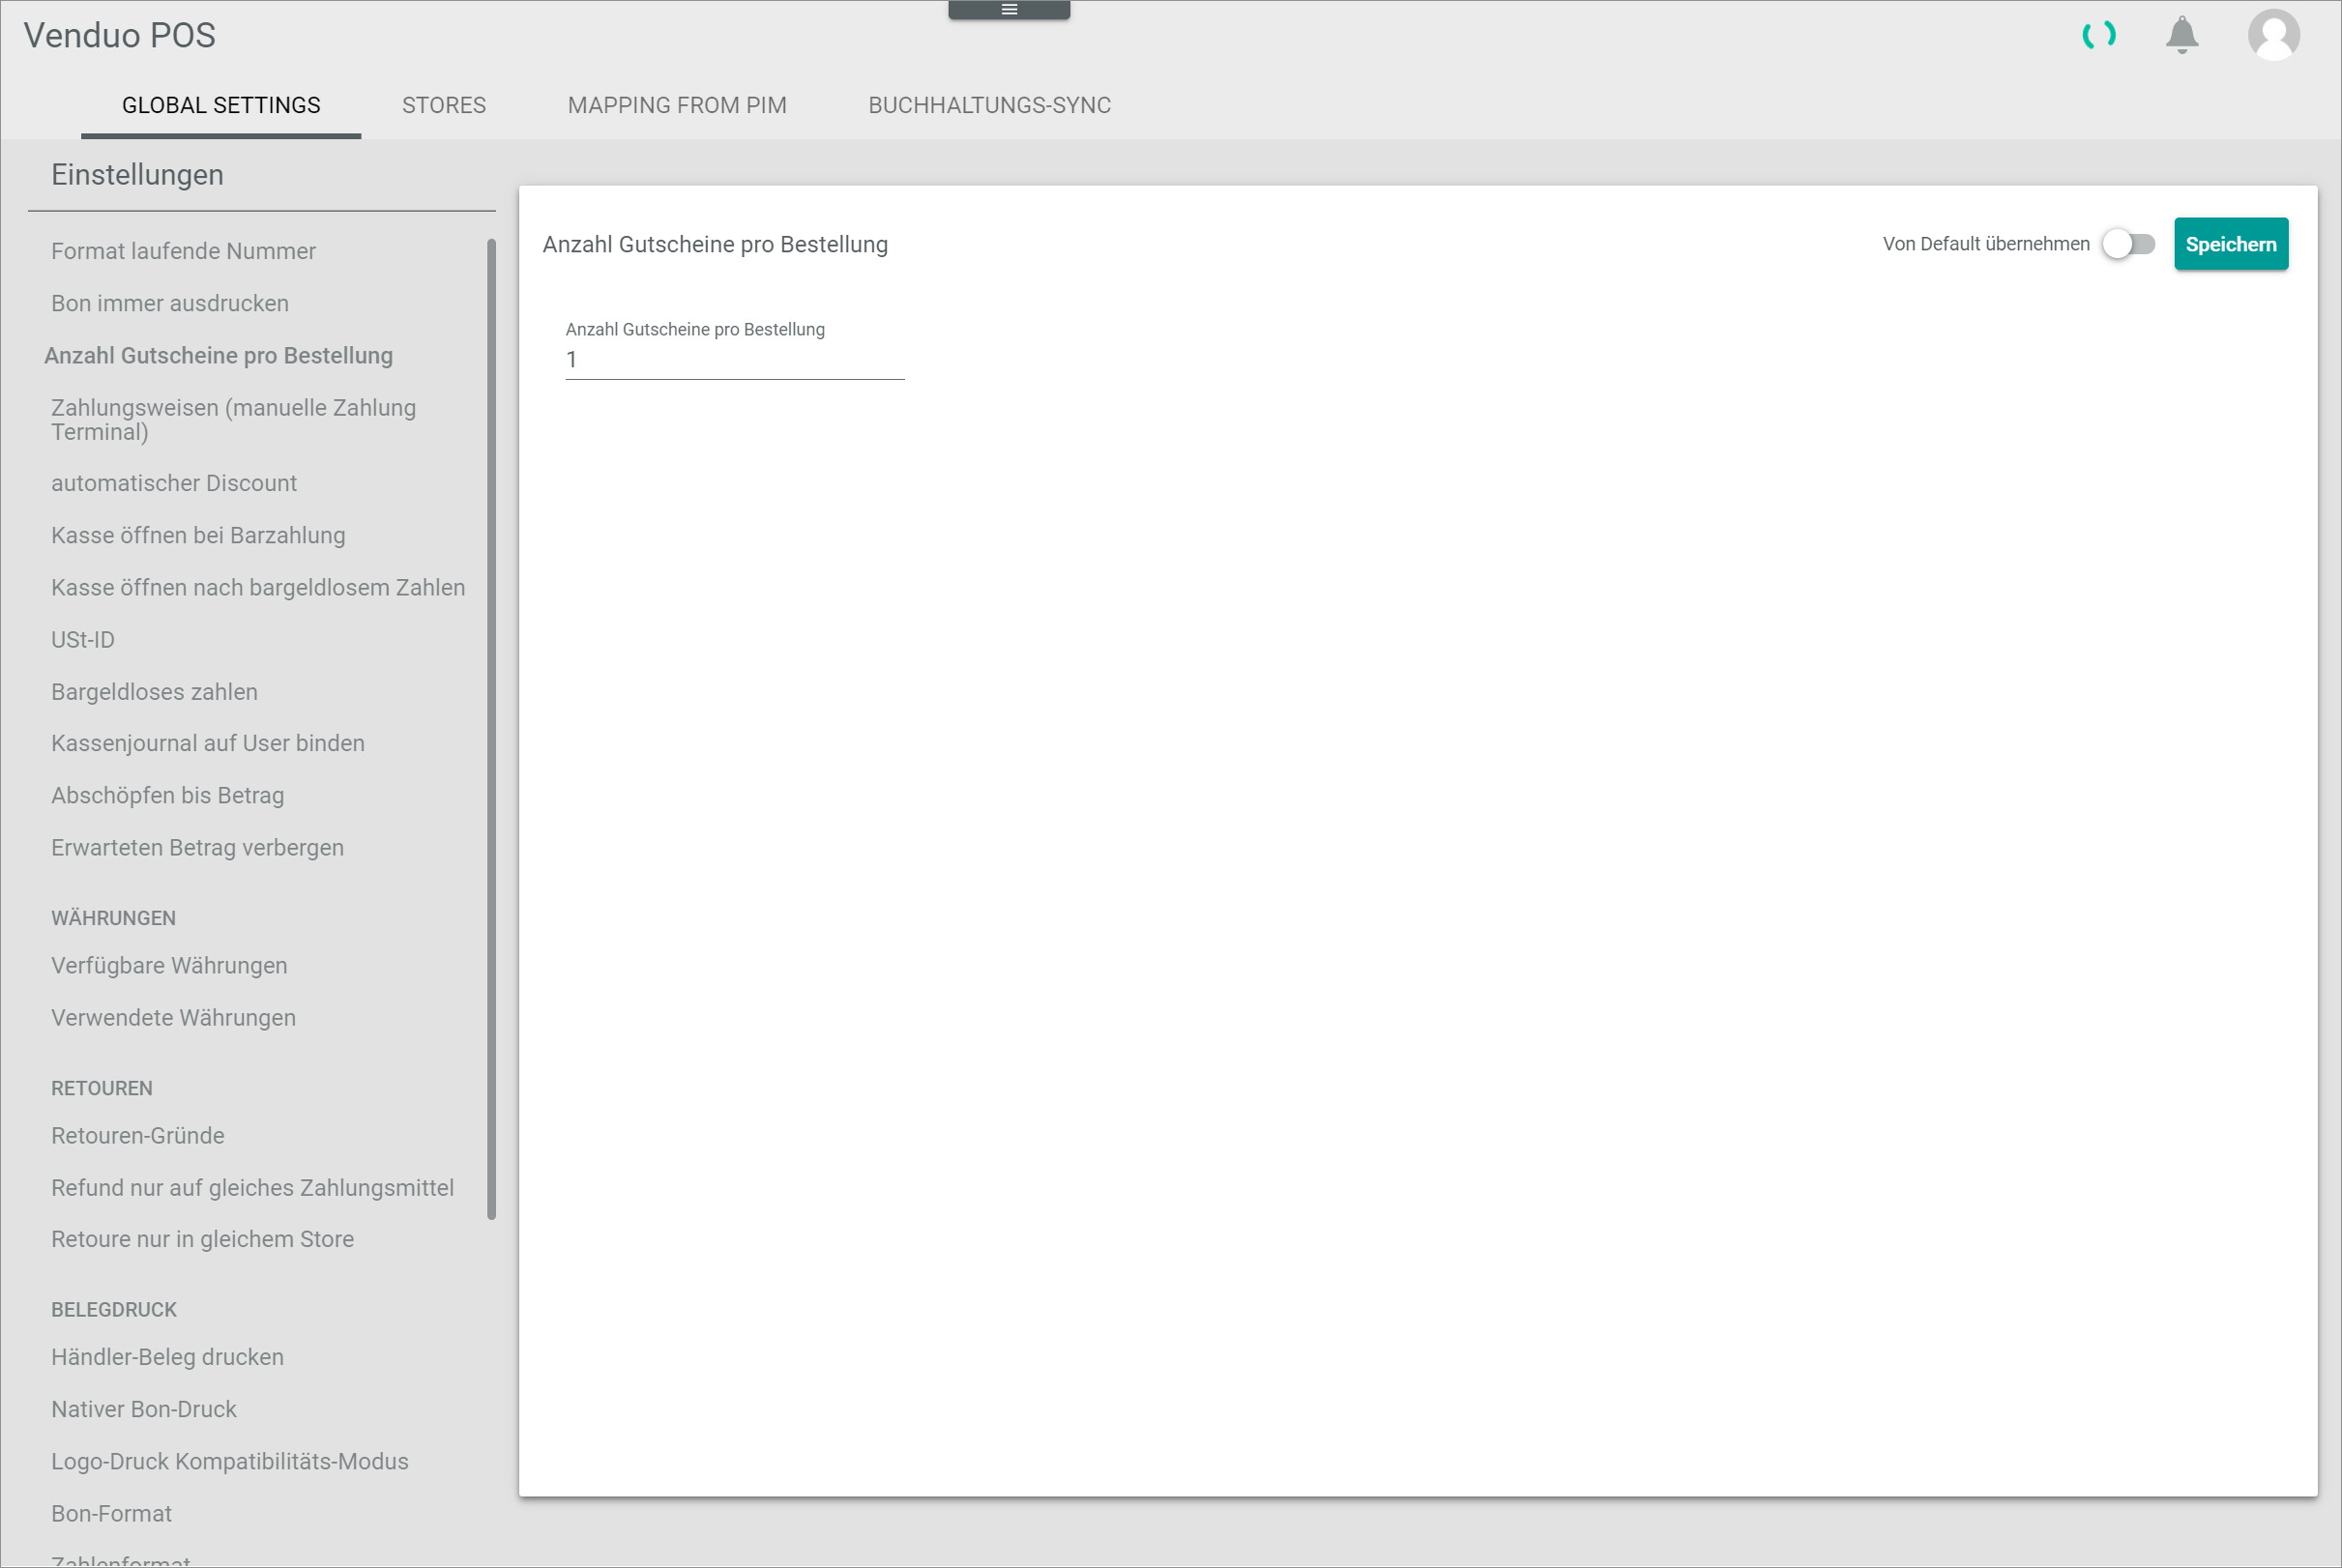 Venduo POS
GLOBAL SETTINGS
STORES
MAPPING FROM PIM
BUCHHALTUNGS-SYNC
Einstellungen
Format laufende Nummer
Bon immer ausdrucken
Anzahl Gutscheine pro Bestellung
Zahlungsweisen (manuelle Zahlung
Terminal)
automatischer Discount
Kasse öffnen bei Barzahlung
Kasse öffnen nach bargeldlosem Zahlen
USt-ID
Bargeldloses zahlen
Kassenjournal auf User binden
Abschöpfen bis Betrag
Erwarteten Betrag verbergen
WÄHRUNGEN
Verfügbare Währungen
Verwendete Währungen
RETOUREN
Retouren-Gründe
Refund nur auf gleiches Zahlungsmittel
Retoure nur in gleichem Store
BELEGDRUCK
Händler-Beleg drucken
Nativer Bon-Druck
Logo-Druck Kompatibilitäts-Modus
Bon-Format
Zahlenformat
Anzahl Gutscheine pro Bestellung
Von Default übernehmen
Speichern
Anzahl Gutscheine pro Bestellung
1